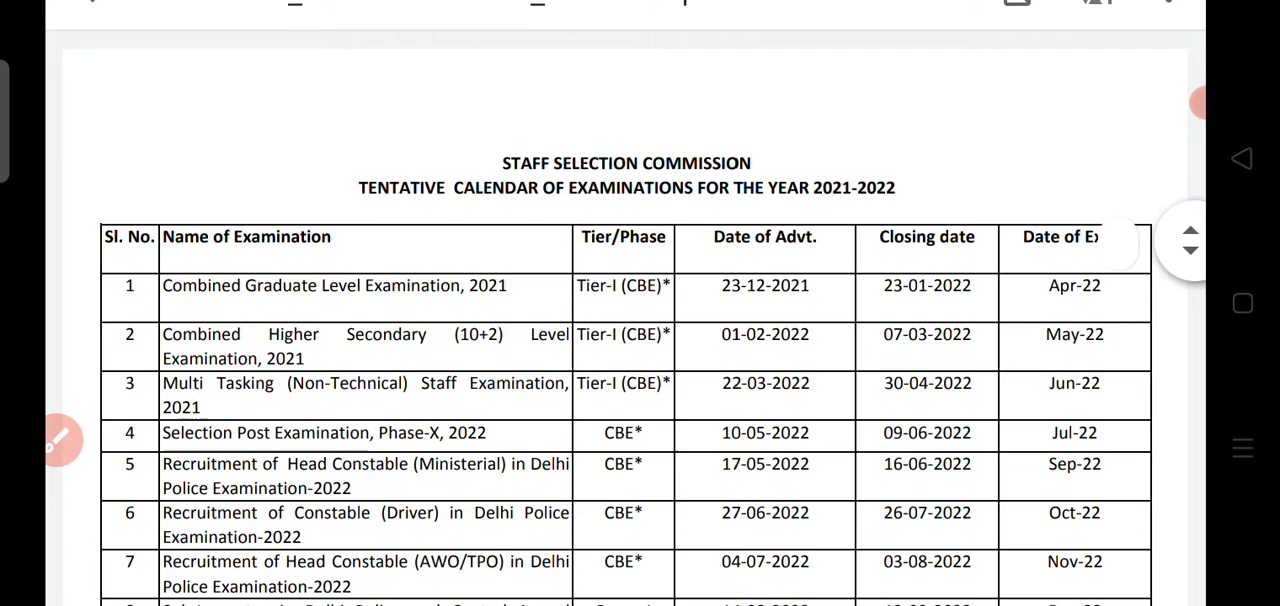 STAFF SELECTION COMMISSION
TENTATIVE CALENDAR OF EXAMINATIONS FOR THE YEAR 2021-2022
Sl. No. Name of Examination Tier/Phase Date of Advt. Closing date Date of Ex
1 Combined Graduate Level Examination, 2021 Tier-I (CBE)* 23-12-2021 23-01-2022 Apr-22
2 Combined Higher Secondary (10+2) Level Tier-I (CBE)* 01-02-2022 07-03-2022 May-22
Examination, 2021
3 Multi Tasking (Non-Technical) Staff Examination, Tier-I (CBE)* 22-03-2022 30-04-2022 Jun-22
2021
4 Selection Post Examination, Phase-X, 2022 CBE* 10-05-2022 09-06-2022 Jul-22
5 Recruitment of Head Constable (Ministerial) in Delhi CBE* 17-05-2022 16-06-2022 Sep-22
Police Examination-2022
6 Recruitment of Constable (Driver) in Delhi Police CBE* 27-06-2022 26-07-2022 Oct-22
Examination-2022
7 Recruitment of Head Constable (AWO/TPO) in Delhi CBE* 04-07-2022 03-08-2022 Nov-22
Police Examination-2022